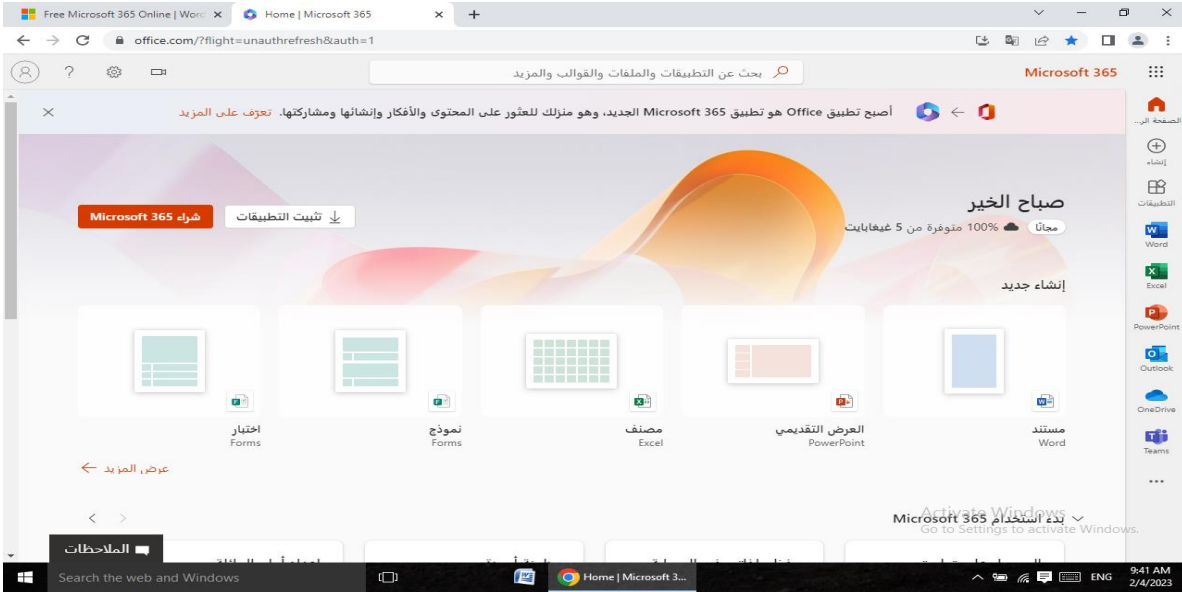 Free Microsoft 365 Online | Word
Home | Microsoft 365
office.com/?flight=unauthrefresh&auth=1
Microsoft 365
بحث عن التطبيقات والملفات والقوالب والمزيد
أصبح تطبيق Office هو تطبيق Microsoft 365 الجديد، وهو منزلك للعثور على المحتوى والأفكار وإنشائها ومشاركتها. تعرّف على المزيد
الصفحة الر...
إنشاء
التطبيقات
Word
Excel
PowerPoint
Outlook
OneDrive
Teams
صباح الخير
مجانًا 100% متوفرة من 5 غيغابايت
تثبيت التطبيقات
شراء Microsoft 365
إنشاء جديد
مستند
Word
العرض التقديمي
PowerPoint
مصنف
Excel
نموذج
Forms
اختبار
Forms
عرض المزيد
بدء استخدام Microsoft 365
Activate Windows
Go to Settings to activate Windows.
الملاحظات
Search the web and Windows
Home | Microsoft 3...
ENG
9:41 AM
2/4/2023